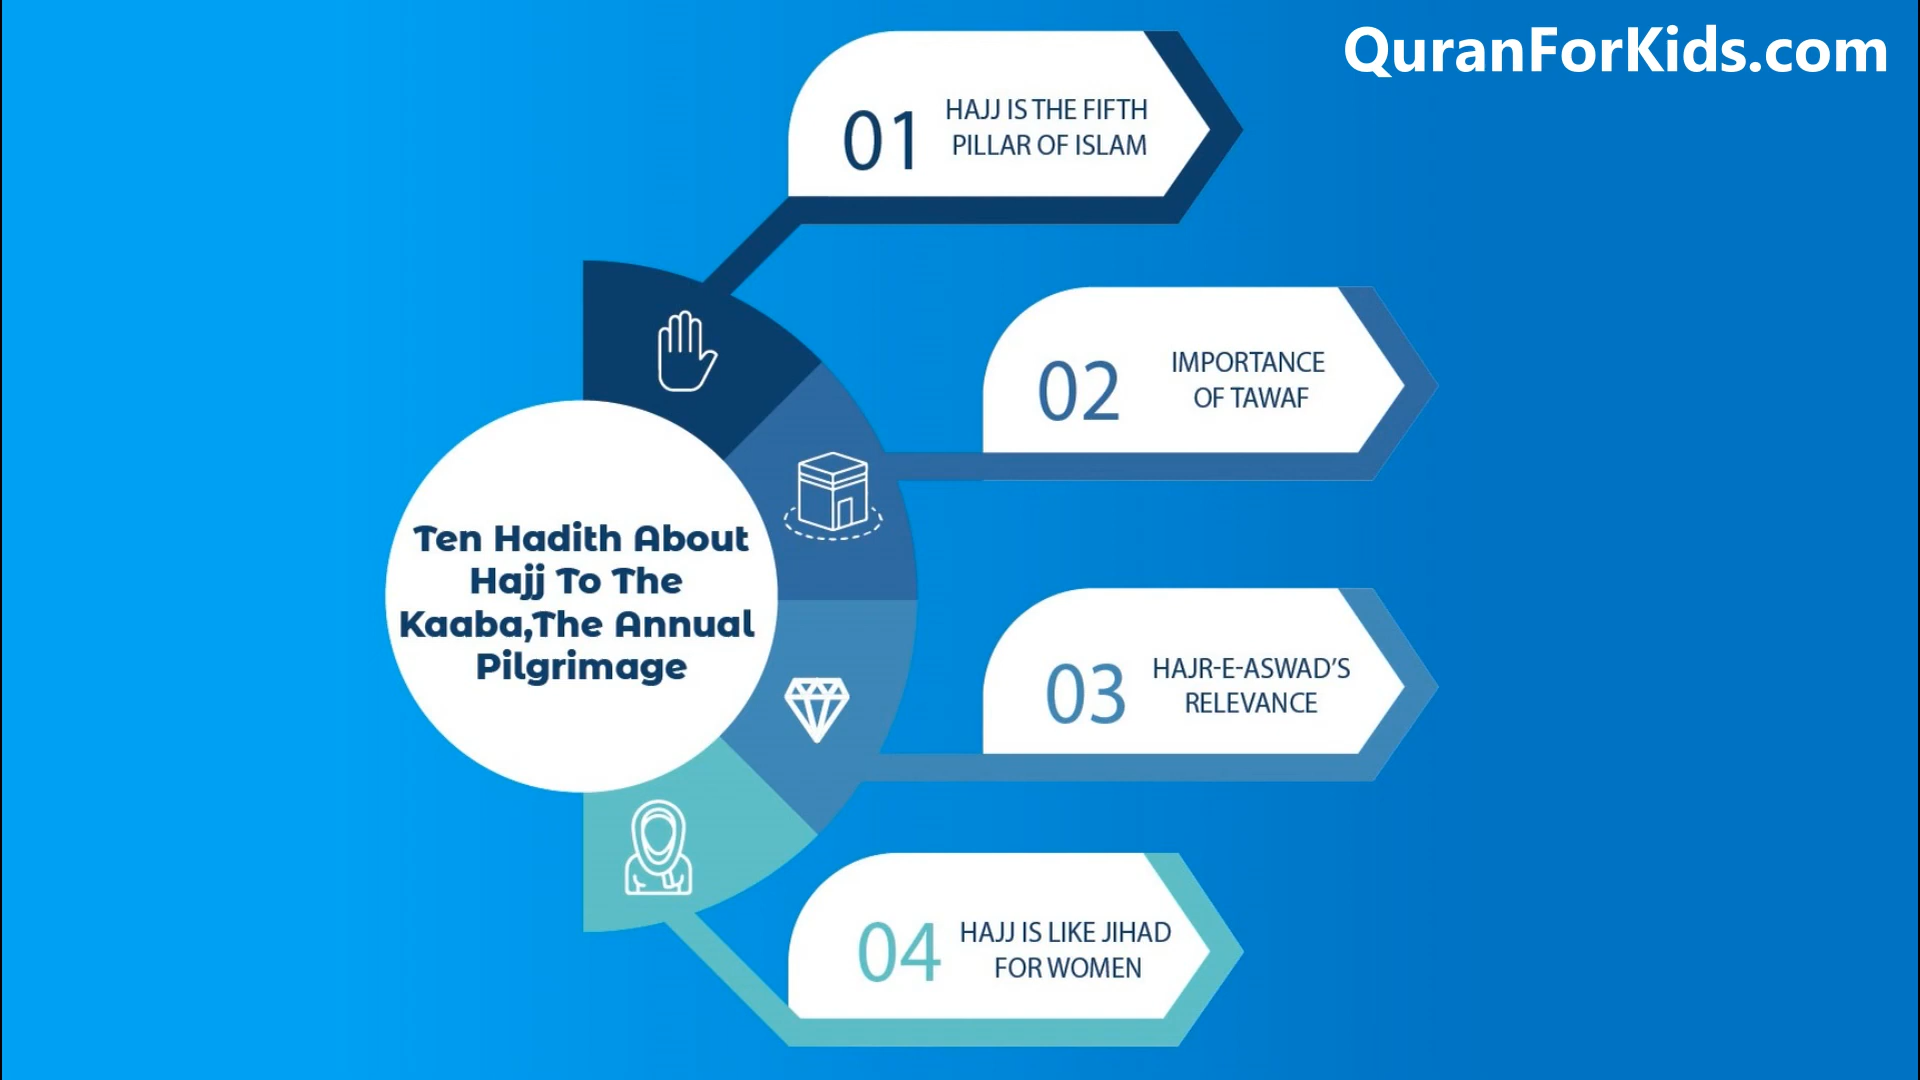 QuranForKids.com
01
HAJJ IS THE FIFTH
PILLAR OF ISLAM
02
IMPORTANCE
OF TAWAF
Ten Hadith About
Hajj To The
Kaaba,The Annual
Pilgrimage
03
HAJR-E-ASWAD’S
RELEVANCE
04
HAJJ IS LIKE JIHAD
FOR WOMEN